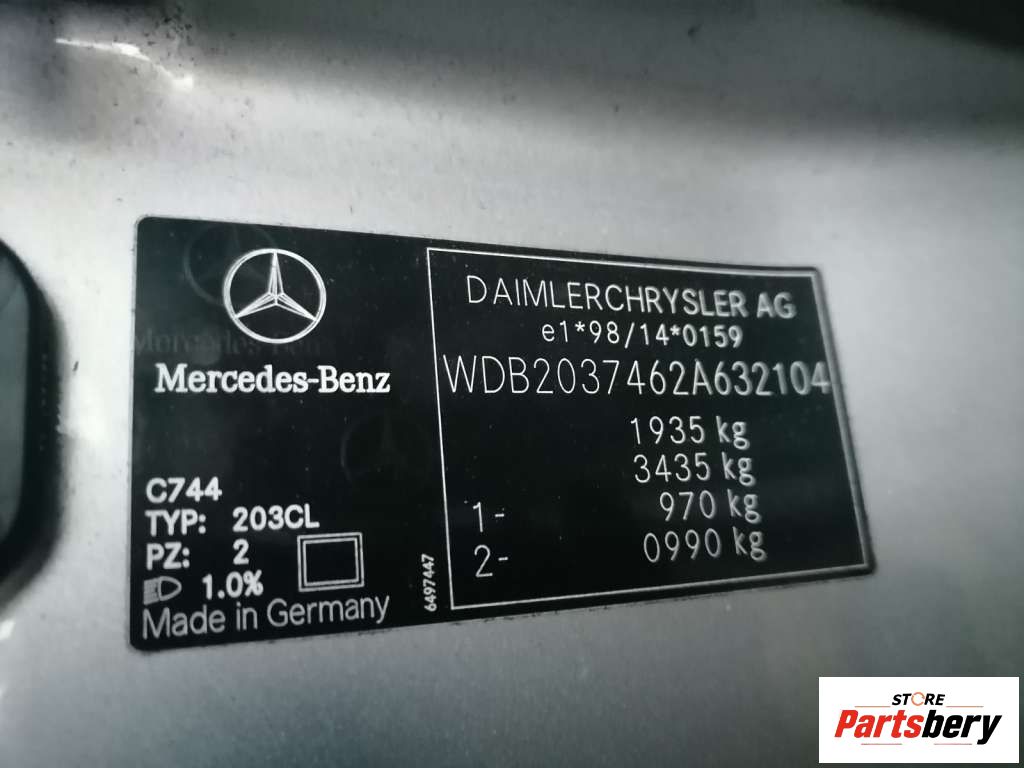 Mercedes-Benz
C744
TYP: 203CL
PZ: 2
1.0%
Made in Germany
6497447
DAIMLERCHRYSLER AG
e1*98/14*0159
WDB2037462A632104
1935 kg
3435 kg
1- 970 kg
2- 0990 kg
STORE
Partsbery